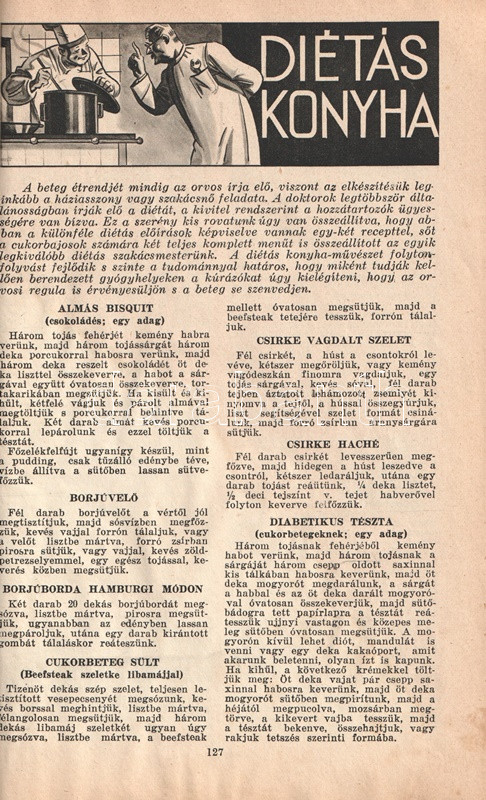 DIÉTÁS
KONYHA
A beteg étrendjét mindig az orvos írja elő, viszont az elkészítésük leg-
inkább a háziasszony vagy szakácsnő feladata. A doktorok legtöbbször álta-
lánosságban írják elő a diétát, a kivitel rendszerint a hozzátartozók ügyes-
ségére van bízva. Ez a szerény kis rovatunk úgy van összeállítva, hogy ab-
ban a különféle diétás előírások képviselve vannak egy-két recepttel, sőt
a cukorbajosok számára két teljes komplett menüt is összeállított az egyik
legkiválóbb diétás szakácsmesterünk. A diétás konyha-művészet folyton-
folyvást fejlődik s szinte a tudománnyal határos, hogy miként tudják kel-
lően berendezett gyógyhelyeken a kúrázókat úgy kielégíteni, hogy az or-
vosi regula is érvényesüljön s a beteg se szenvedjen.
ALMÁS BISQUIT
(csokoládés; egy adag)
Három tojás fehérjét kemény habra
verünk, majd három tojássárgát három
deka porcukorral habosra verünk, majd
három deka reszelt csokoládét öt de-
ka liszttel összekeverve, a habot a sár-
gával együtt óvatosan összekeverve, tor-
takarikában megsütjük. Ha kisült és ki-
hült, kétfelé vágjuk és párolt almával
megtöltjük s porcukorral behintve tá-
laljuk. Két darab almát kevés porcu-
korral lepárolunk és ezzel töltjük a
tésztát.
Főzelékfelfújt ugyanígy készül, mint
a pudding, csak tűzálló edénybe téve,
vízbe állítva a sütőben lassan sütve-
főzzük.
BORJÚVELŐ
Fél darab borjúvelőt a vértől jól
megtisztítjuk, majd sósvízben megfőz-
zük, kevés vajjal forrón tálaljuk, vagy
a velőt lisztbe mártva, forró zsírban
pirosra sütjük, vagy vajjal, kevés zöld-
petrezselyemmel, egy egész tojással, ke-
verés közben megsütjük.
BORJÚBORDA HAMBURGI MÓDON
Két darab 20 dekás borjúbordát meg-
sózva, lisztbe mártva, pirosra megsüt-
jük, ugyanabban az edényben lassan
megpároljuk, utána egy darab kirántott
gombát tálaláskor reáteszünk.
CUKORBETEG SÜLT
(Beefsteak szeletke libamájjal)
Tizenöt dekás szép szelet, teljesen le-
tisztított vesepecsenyét megsózunk, ke-
vés borssal meghintjük, lisztbe mártva,
félangolosan megsütjük, majd három
dekás libamáj szeletkét ugyan úgy
megsózva, lisztbe mártva, a beefsteak
mellett óvatosan megsütjük, majd a
beefsteak tetejére tesszük, forrón tálal-
juk.
CSIRKE VAGDALT SZELET
Fél csirkét, a húst a csontokról le-
véve, kétszer megöröljük, vagy kemény
vágódeszkán finomra vagdaljuk, egy
tojás sárgával, kevés sóval, fél darab
tejben áztzott lehámozott zsemlyét ki-
nyomva a tejből, a hússal összegyúrjuk,
liszt segítségével szelet formát csiná-
lunk, majd forró zsírban aranysárgára
sütjük.
CSIRKE HACHÉ
Fél darab csirkét levesszerűen meg-
főzve, majd hidegen a húst leszedve a
csontról, kétszer ledaráljuk, utána egy
darab tojást reáütünk, ¼ deka lisztet,
½ deci tejszínt v. tejet habverővel
folyton keverve felfőzzük.
DIABETIKUS TÉSZTA
(cukorbetegeknek; egy adag)
Három tojásnak fehérjéből kemény
habot verünk, majd három tojásnak a
sárgáját három csepp oldott saxinnal
kis tálkában habosra keverünk, majd öt
deka mogyorót megdarálunk, a sárgát
a habbal és az öt deka darált mogyoró-
val óvatosan összekeverjük, majd sütő-
bádogra tett papírlapra a tésztát reá-
tesszük ujjnyi vastagon és közepes me-
leg sütőben óvatosan megsütjük. A mo-
gyorón kívül lehet diót, mandulát is
venni vagy egy deka kakaóport, amit
akarunk beletenni, olyan ízt is kapunk.
Ha kihül, a következő krémekkel tölt-
jük meg: Öt deka vajat pár csepp sa-
xinnal habosra keverünk, majd öt deka
mogyorót sütőben megpirítunk, majd a
héjától megpucolva, mozsárban megtör-
törve, a kikevert vajba tesszük, majd
a tésztát bekenve, összehajtjuk, vagy
rakjuk tetszés szerinti formába.
127